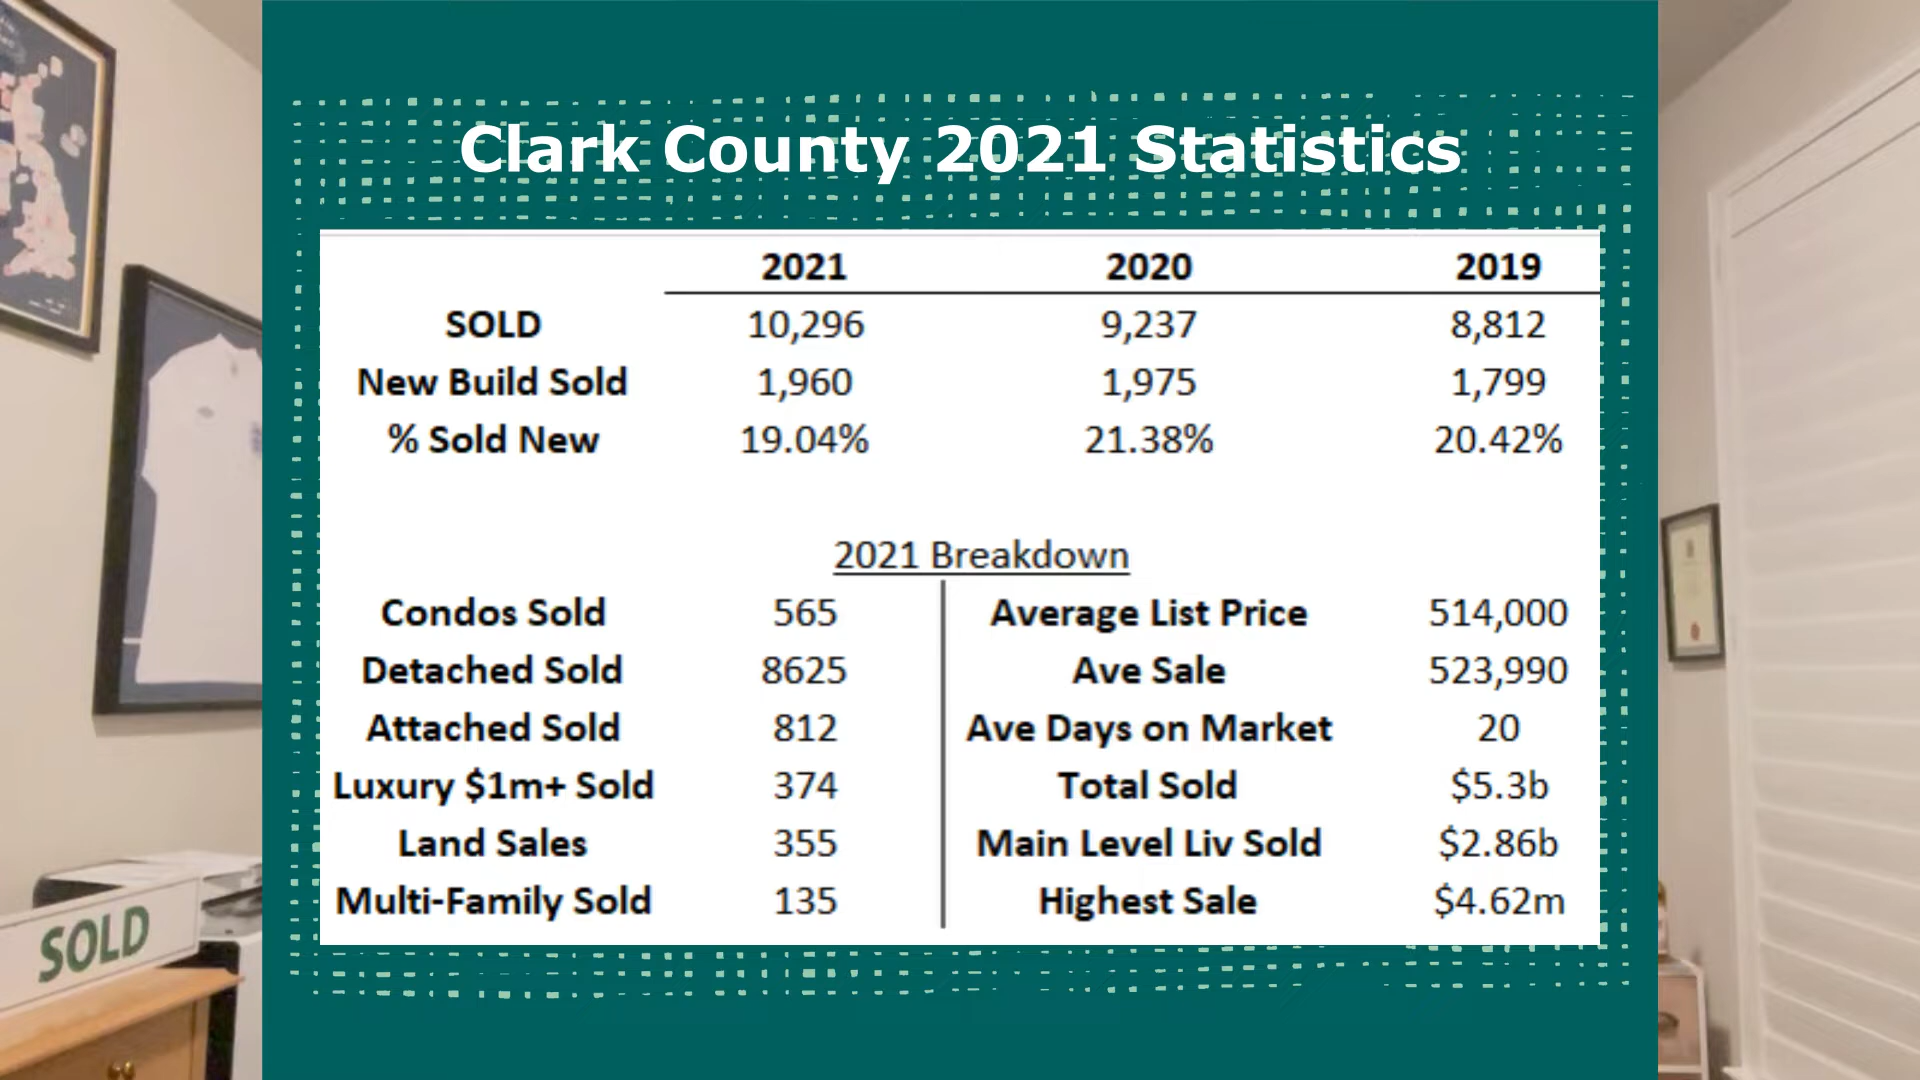 Clark County 2021 Statistics
2021 2020 2019
SOLD 10,296 9,237 8,812
New Build Sold 1,960 1,975 1,799
% Sold New 19.04% 21.38% 20.42%
2021 Breakdown
Condos Sold 565 Average List Price 514,000
Detached Sold 8625 Ave Sale 523,990
Attached Sold 812 Ave Days on Market 20
Luxury $1m+ Sold 374 Total Sold $5.3b
Land Sales 355 Main Level Liv Sold $2.86b
Multi-Family Sold 135 Highest Sale $4.62m
SOLD